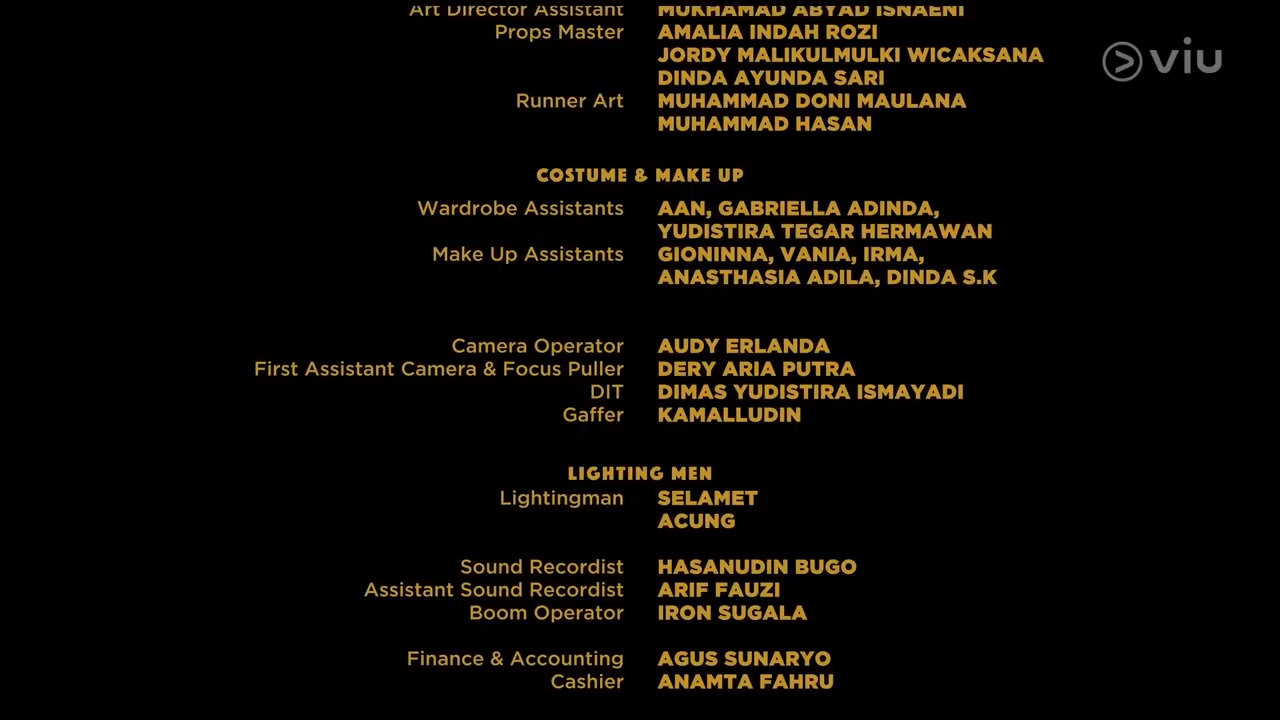 Art Director Assistant MUKHAMAD ABYAD ISNAENI
Props Master AMALIA INDAH ROZI
JORDY MALIKULMULKI WICAKSANA
DINDA AYUNDA SARI
Runner Art MUHAMMAD DONI MAULANA
MUHAMMAD HASAN
viu
COSTUME & MAKE UP
Wardrobe Assistants AAN, GABRIELLA ADINDA,
YUDISTIRA TEGAR HERMAWAN
Make Up Assistants GIONINNA, VANIA, IRMA,
ANASTHASIA ADILA, DINDA S.K
Camera Operator AUDY ERLANDA
First Assistant Camera & Focus Puller DERY ARIA PUTRA
DIT DIMAS YUDISTIRA ISMAYADI
Gaffer KAMALLUDIN
LIGHTING MEN
Lightingman SELAMET
ACUNG
Sound Recordist HASANUDIN BUGO
Assistant Sound Recordist ARIF FAUZI
Boom Operator IRON SUGALA
Finance & Accounting AGUS SUNARYO
Cashier ANAMTA FAHRU